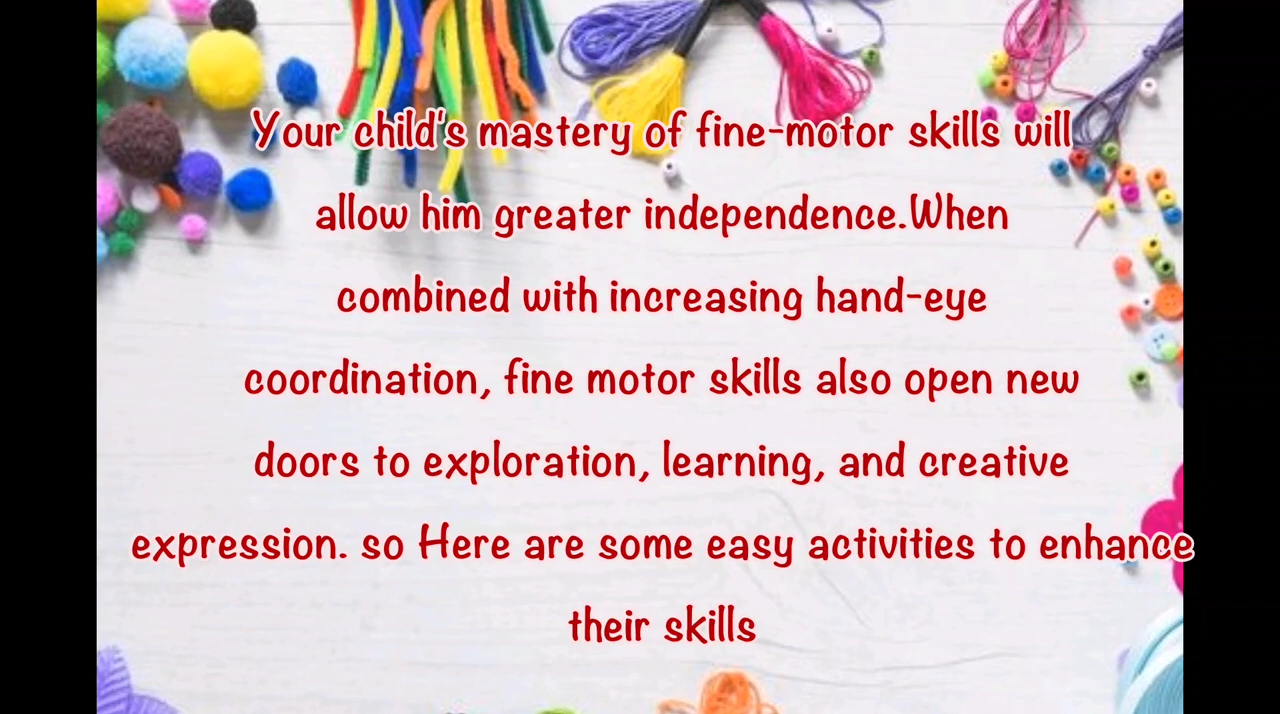 Your child's mastery of fine-motor skills will
allow him greater independence.When
combined with increasing hand-eye
coordination, fine motor skills also open new
doors to exploration, learning, and creative
expression. so Here are some easy activities to enhance
their skills